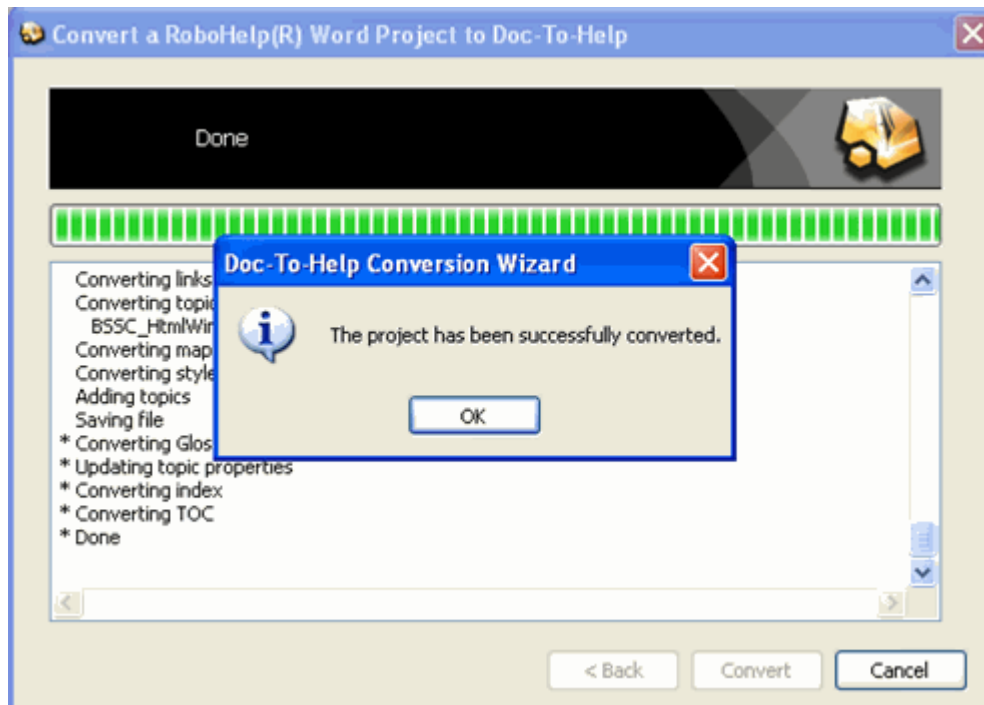 Convert a RoboHelp(R) Word Project to Doc-To-Help
Done
Doc-To-Help Conversion Wizard
The project has been successfully converted.
OK
Converting links
Converting
BSSC_HtmlWin
Converting map
Converting style
Adding topics
Saving file
* Converting
* Updating topic properties
* Converting index
* Converting TOC
* Done
< Back
Convert
Cancel